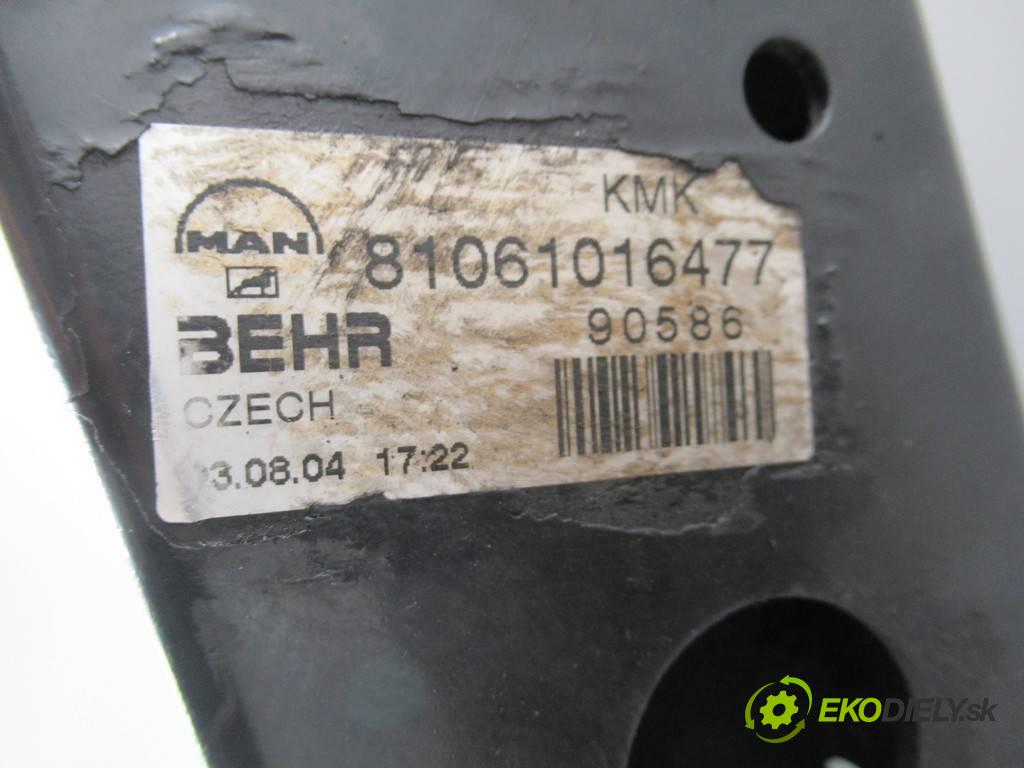 KMK
MAN 81061016477
BEHR 90586
CZECH
3.08.04 17:22
EKODIELY.sk